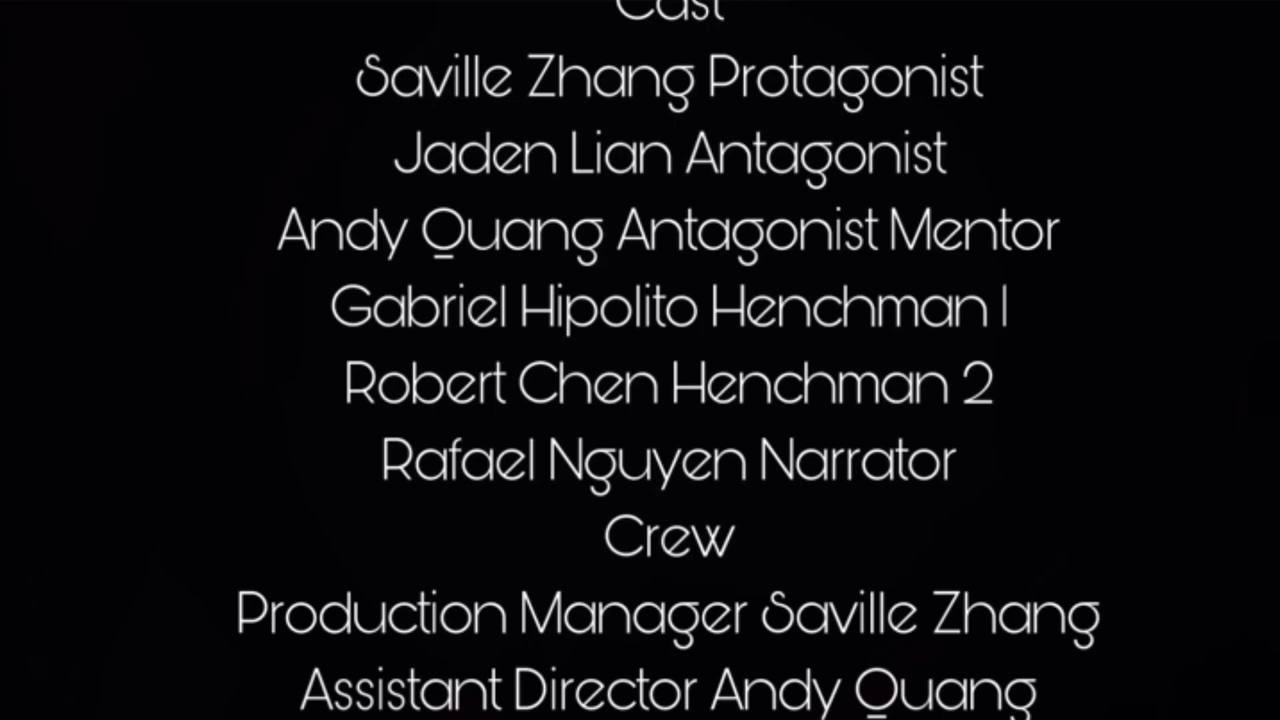 Cast
Saville Zhang Protagonist
Jaden Lian Antagonist
Andy Quang Antagonist Mentor
Gabriel Hipolito Henchman 1
Robert Chen Henchman 2
Rafael Nguyen Narrator
Crew
Production Manager Saville Zhang
Assistant Director Andy Quang